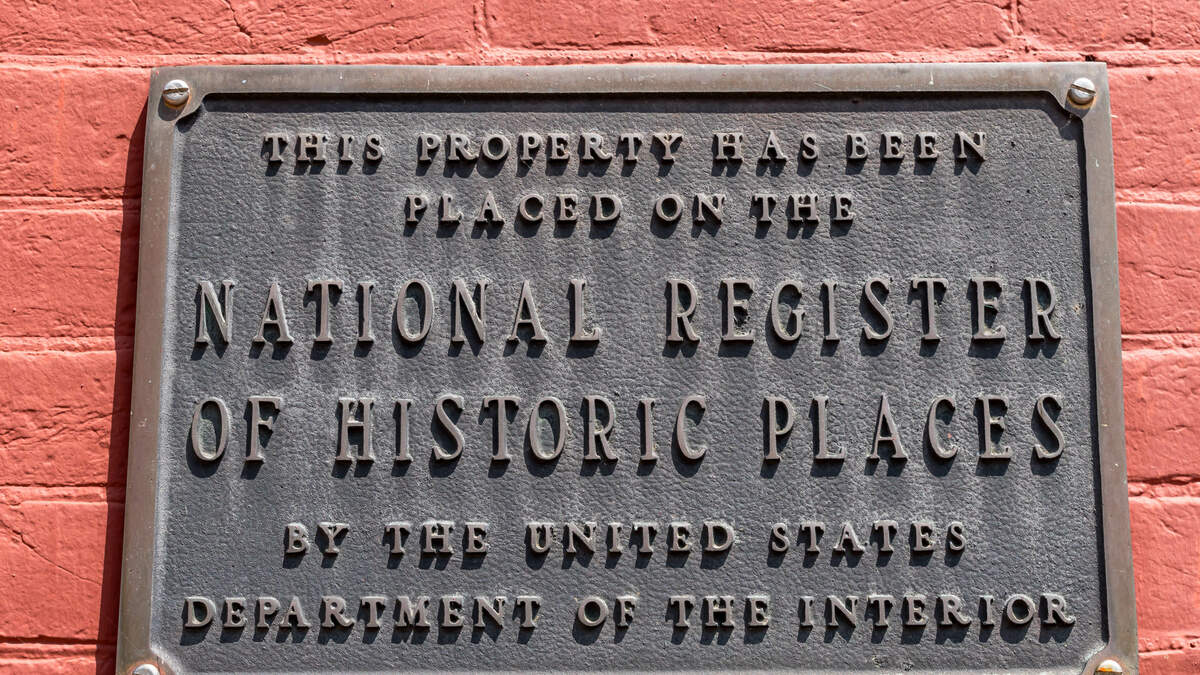 THIS PROPERTY HAS BEEN
PLACED ON THE
NATIONAL REGISTER
OF HISTORIC PLACES
BY THE UNITED STATES
DEPARTMENT OF THE INTERIOR